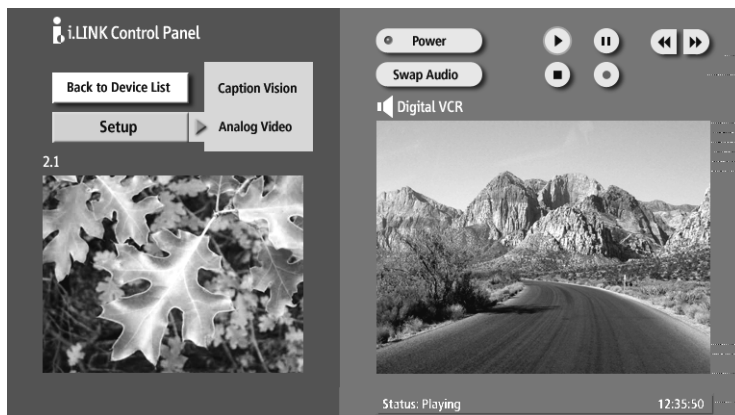 i.LINK Control Panel
Back to Device List
Caption Vision
Setup
Analog Video
2.1
Power
Swap Audio
Digital VCR
Status: Playing
12:35:50